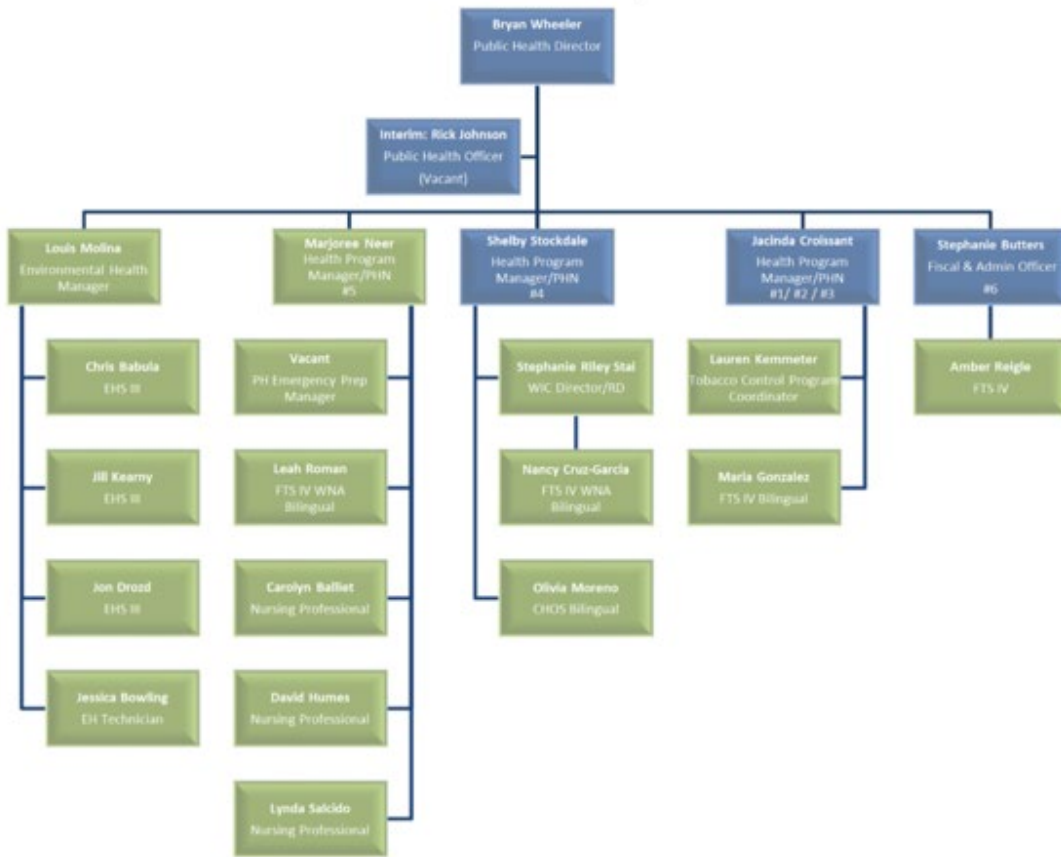 Bryan Wheeler
Public Health Director
Interim: Rick Johnson
Public Health Officer
(Vacant)
Louis Molina
Environmental Health
Manager
Marjoree Neer
Health Program
Manager/PHN
#5
Shelby Stockdale
Health Program
Manager/PHN
#4
Jacinda Croissant
Health Program
Manager/PHN
#1/ #2 / #3
Stephanie Butters
Fiscal & Admin Officer
#6
Chris Babula
EHS III
Vacant
PH Emergency Prep
Manager
Stephanie Riley Stai
WIC Director/RD
Lauren Kemmeter
Tobacco Control Program
Coordinator
Amber Reigle
FTS IV
Jill Kearny
EHS III
Leah Roman
FTS IV WNA
Bilingual
Nancy Cruz-Garcia
FTS IV WNA
Bilingual
Maria Gonzalez
FTS IV Bilingual
Jon Drozd
EHS III
Carolyn Balliet
Nursing Professional
Olivia Moreno
CHOS Bilingual
Jessica Bowling
EH Technician
David Humes
Nursing Professional
Lynda Salcido
Nursing Professional